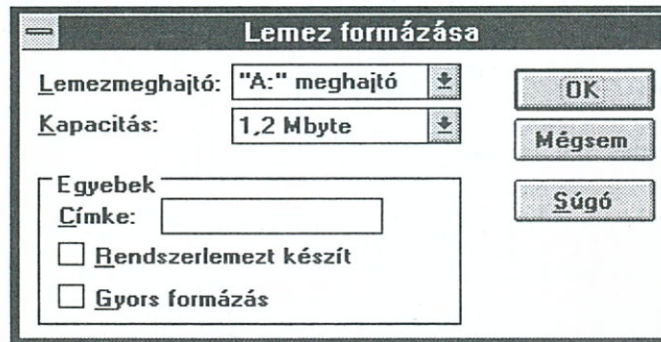 Lemez formázása
Lemezmeghajtó: "A:" meghajtó
Kapacitás: 1,2 Mbyte
OK
Mégsem
Súgó
Egyebek
Címke:
Rendszerlemezt készít
Gyors formázás